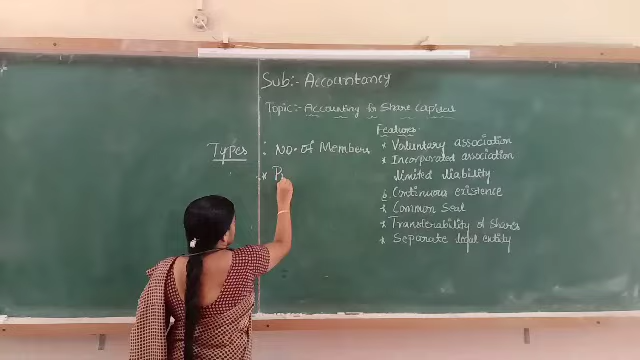 Sub:- Accountancy
Topic:- Accounting for Share Capital
Types : No. of Members
* P
Features
* Voluntary association
* Incorporated association
limited liability
* Continuous existence
* Common Seal
* Transferability of Shares
* Separate legal entity